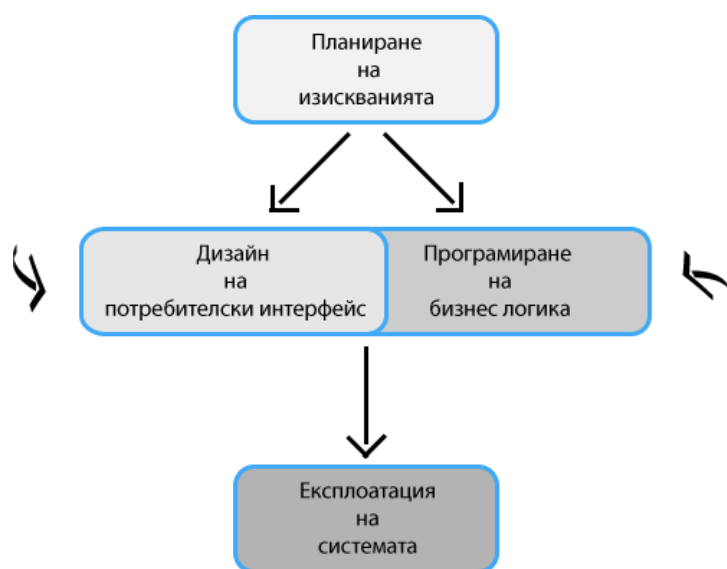 Планиране
на
изискванията
Дизайн
на
потребителски интерфейс
Програмиране
на
бизнес логика
Експлоатация
на
системата